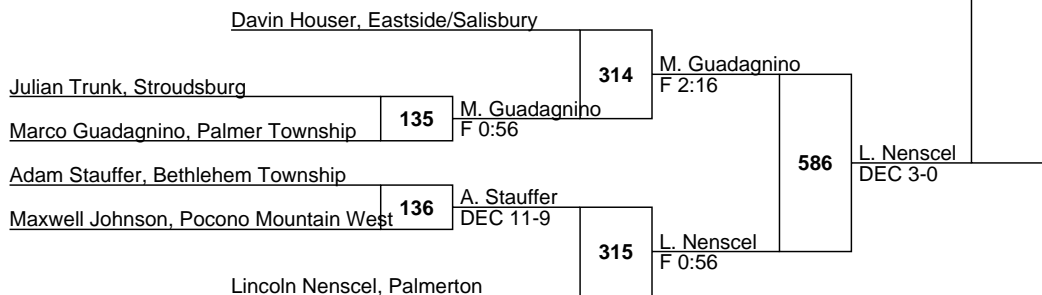 Davin Houser, Eastside/Salisbury
314
M. Guadagnino
F 2:16
Julian Trunk, Stroudsburg
135
M. Guadagnino
F 0:56
Marco Guadagnino, Palmer Township
586
L. Nenscel
DEC 3-0
Adam Stauffer, Bethlehem Township
136
A. Stauffer
DEC 11-9
Maxwell Johnson, Pocono Mountain West
315
L. Nenscel
F 0:56
Lincoln Nenscel, Palmerton